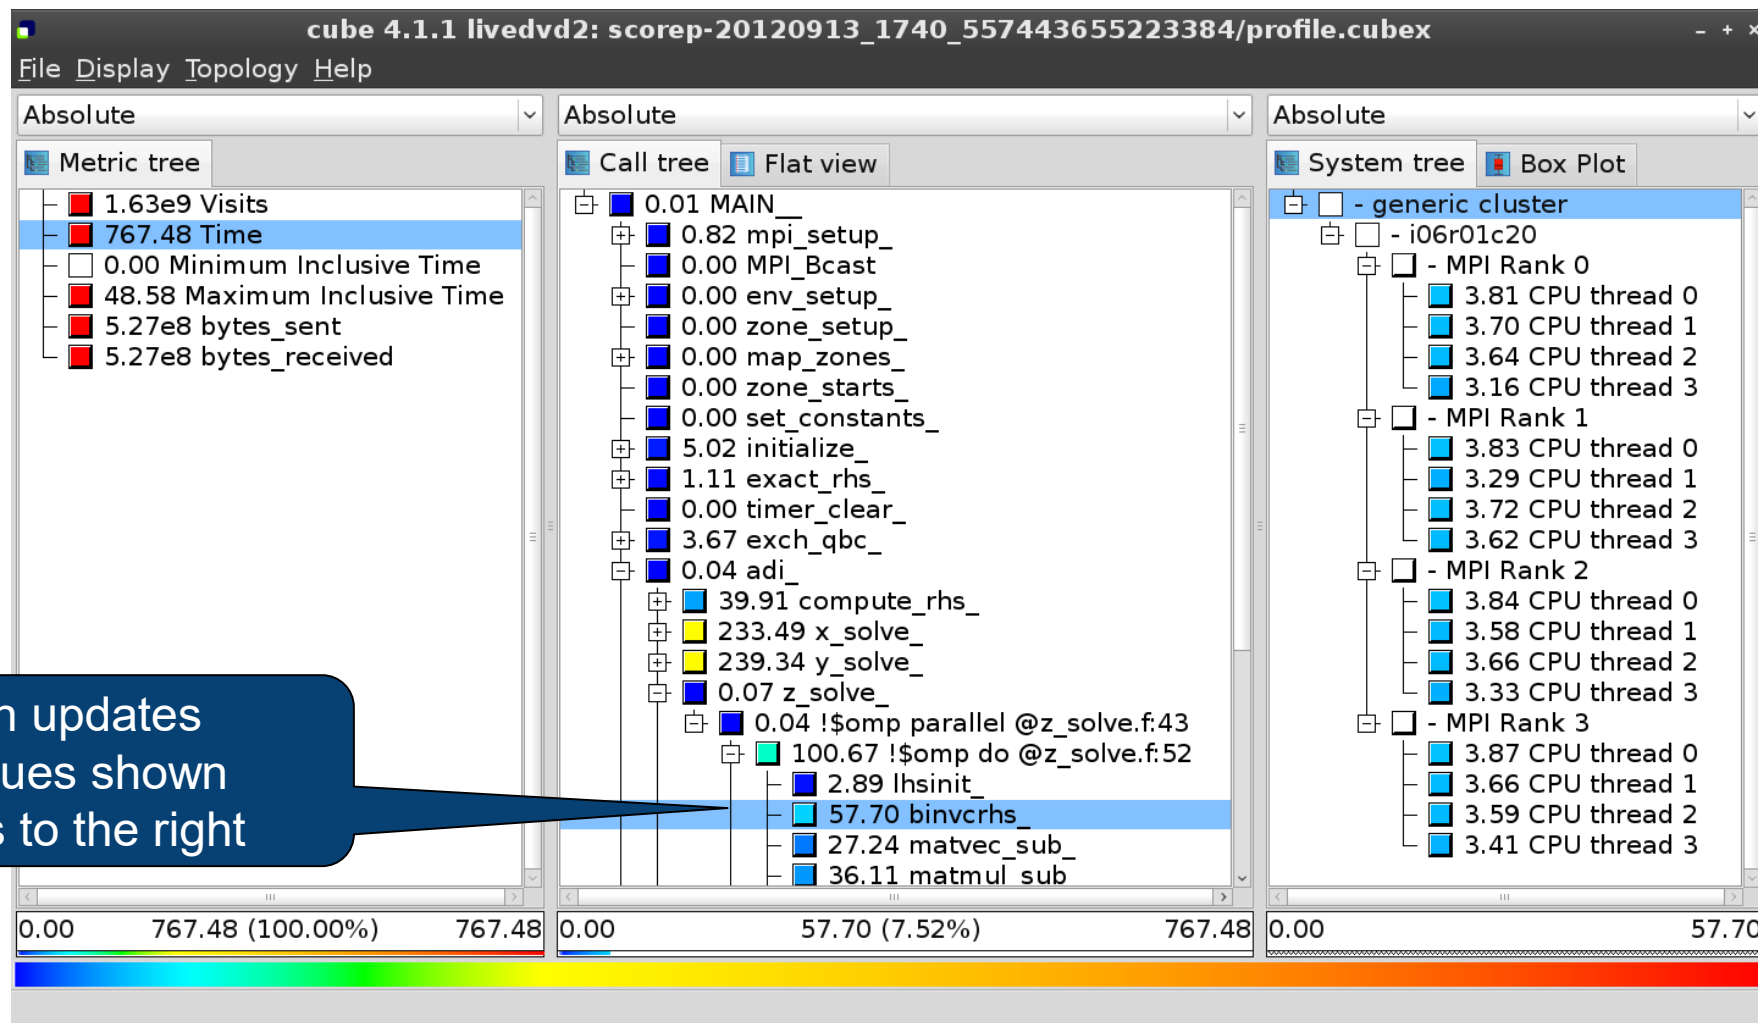 cube 4.1.1 livedvd2: scorep-20120913_1740_557443655223384/profile.cubex
File Display Topology Help
Absolute
Metric tree
1.63e9 Visits
767.48 Time
0.00 Minimum Inclusive Time
48.58 Maximum Inclusive Time
5.27e8 bytes_sent
5.27e8 bytes_received
updates
shown
to the right
0.00 767.48 (100.00%) 767.48
Absolute
Call tree Flat view
0.01 MAIN__
0.82 mpi_setup_
0.00 MPI_Bcast
0.00 env_setup_
0.00 zone_setup_
0.00 map_zones_
0.00 zone_starts_
0.00 set_constants_
5.02 initialize_
1.11 exact_rhs_
0.00 timer_clear_
3.67 exch_qbc_
0.04 adi_
39.91 compute_rhs_
233.49 x_solve_
239.34 y_solve_
0.07 z_solve_
0.04 !$omp parallel @z_solve.f:43
100.67 !$omp do @z_solve.f:52
2.89 lhsinit_
57.70 binvcrhs_
27.24 matvec_sub_
36.11 matmul_sub
0.00 57.70 (7.52%) 767.48
Absolute
System tree Box Plot
- generic cluster
- i06r01c20
- MPI Rank 0
3.81 CPU thread 0
3.70 CPU thread 1
3.64 CPU thread 2
3.16 CPU thread 3
- MPI Rank 1
3.83 CPU thread 0
3.29 CPU thread 1
3.72 CPU thread 2
3.62 CPU thread 3
- MPI Rank 2
3.84 CPU thread 0
3.58 CPU thread 1
3.66 CPU thread 2
3.33 CPU thread 3
- MPI Rank 3
3.87 CPU thread 0
3.66 CPU thread 1
3.59 CPU thread 2
3.41 CPU thread 3
0.00 57.70